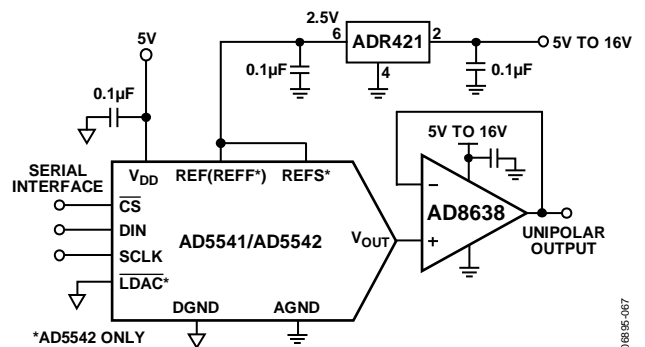 2.5V
5V
6
ADR421
2
5V TO 16V
4
0.1µF
0.1µF
0.1µF
5V TO 16V
SERIAL
INTERFACE
VDD
REF(REFF*)
REFS*
CS
DIN
AD5541/AD5542
VOUT
–
AD8638
+
UNIPOLAR
OUTPUT
SCLK
LDAC*
DGND
AGND
*AD5542 ONLY
06895-067